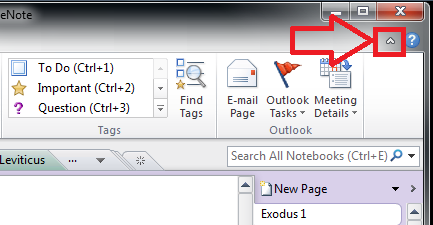 eNote
?
To Do (Ctrl+1)
Important (Ctrl+2)
? Question (Ctrl+3)
Find
Tags
E-mail
Page
Outlook
Tasks
Meeting
Details
Tags
Outlook
Leviticus
...
Search All Notebooks (Ctrl+E)
New Page
Exodus 1